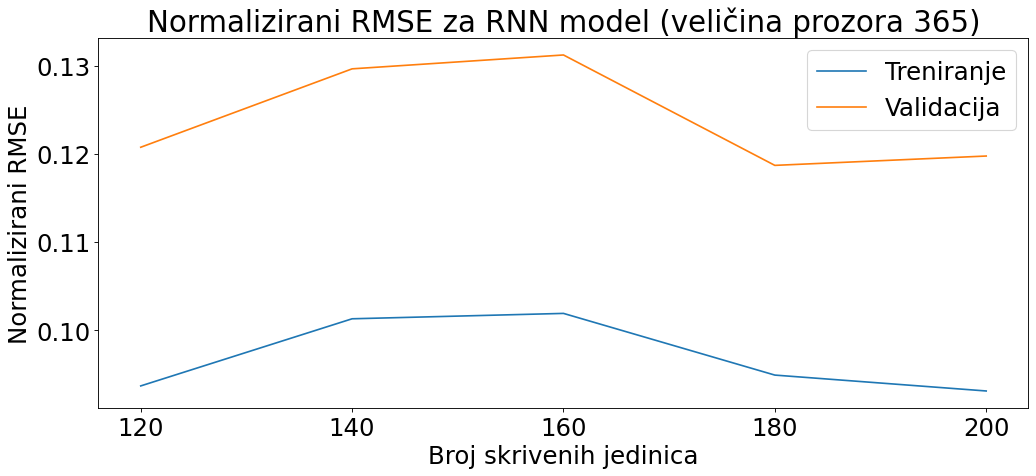 Normalizirani RMSE za RNN model (veličina prozora 365)
Treniranje
Validacija
Normalizirani RMSE
0.13
0.12
0.11
0.10
120 140 160 180 200
Broj skrivenih jedinica